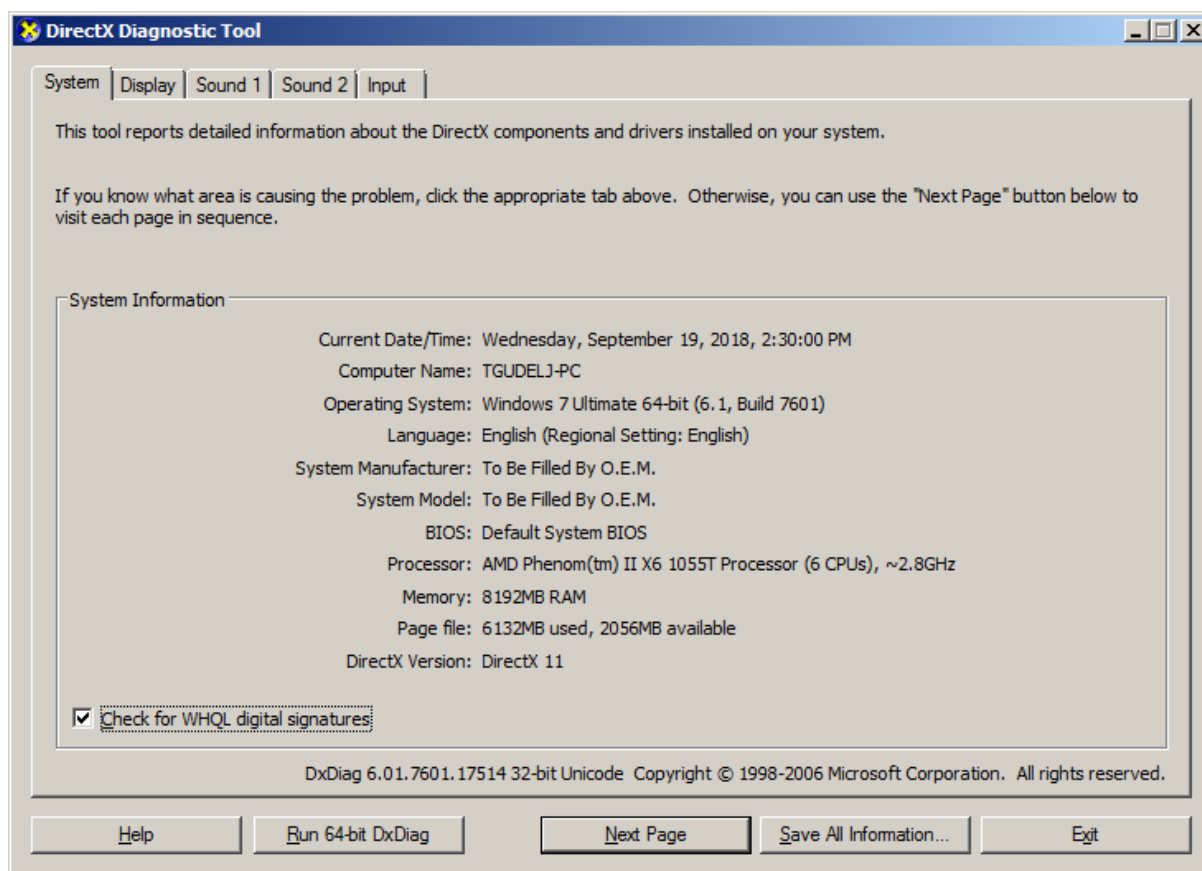 DirectX Diagnostic Tool
System Display Sound 1 Sound 2 Input
This tool reports detailed information about the DirectX components and drivers installed on your system.
If you know what area is causing the problem, click the appropriate tab above.  Otherwise, you can use the "Next Page" button below to
visit each page in sequence.
System Information
Current Date/Time: Wednesday, September 19, 2018, 2:30:00 PM
Computer Name: TGUDELJ-PC
Operating System: Windows 7 Ultimate 64-bit (6.1, Build 7601)
Language: English (Regional Setting: English)
System Manufacturer: To Be Filled By O.E.M.
System Model: To Be Filled By O.E.M.
BIOS: Default System BIOS
Processor: AMD Phenom(tm) II X6 1055T Processor (6 CPUs), ~2.8GHz
Memory: 8192MB RAM
Page file: 6132MB used, 2056MB available
DirectX Version: DirectX 11
Check for WHQL digital signatures
DxDiag 6.01.7601.17514 32-bit Unicode  Copyright © 1998-2006 Microsoft Corporation.  All rights reserved.
Help Run 64-bit DxDiag Next Page Save All Information... Exit